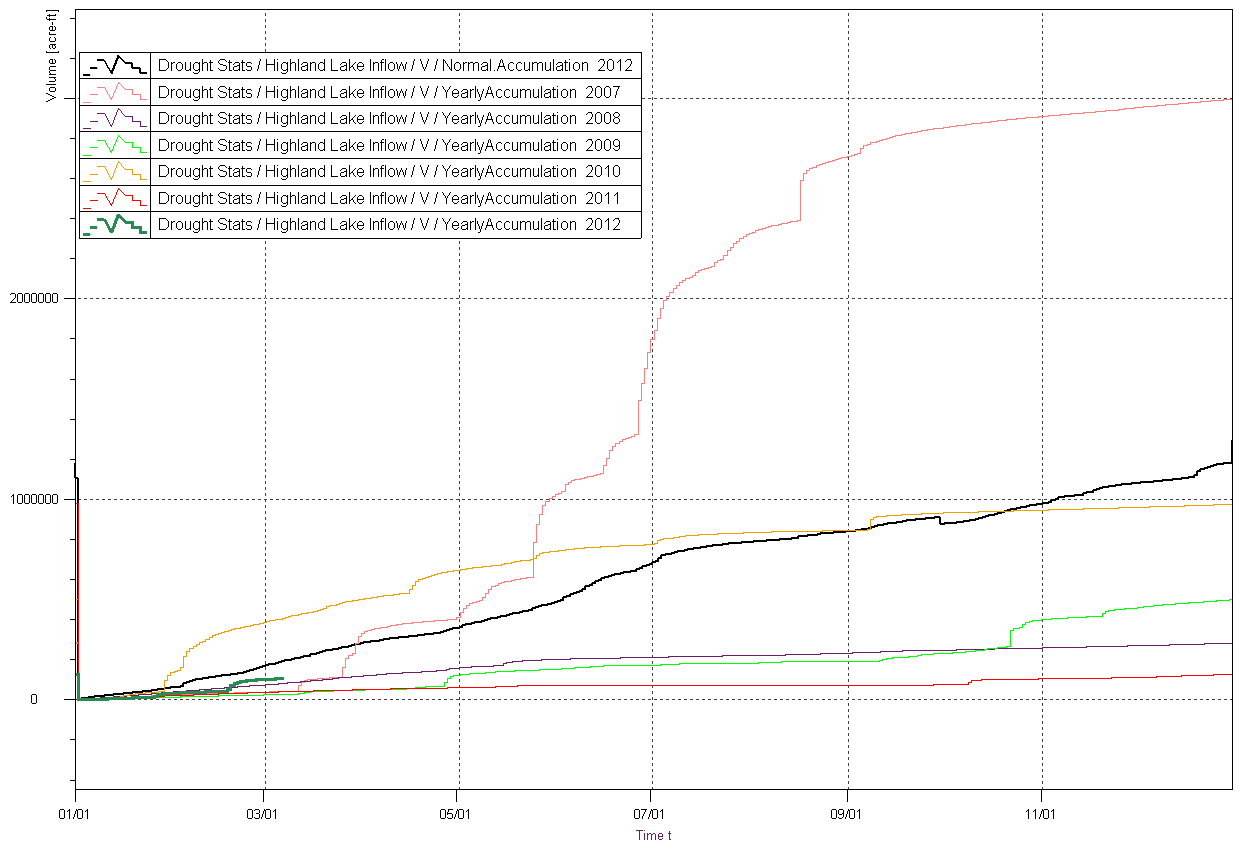 Volume [acre-ft]
Drought Stats / Highland Lake Inflow / V / Normal.Accumulation 2012
Drought Stats / Highland Lake Inflow / V / YearlyAccumulation 2007
Drought Stats / Highland Lake Inflow / V / YearlyAccumulation 2008
Drought Stats / Highland Lake Inflow / V / YearlyAccumulation 2009
Drought Stats / Highland Lake Inflow / V / YearlyAccumulation 2010
Drought Stats / Highland Lake Inflow / V / YearlyAccumulation 2011
Drought Stats / Highland Lake Inflow / V / YearlyAccumulation 2012
2000000
1000000
0
01/01 03/01 05/01 07/01 09/01 11/01
Time t